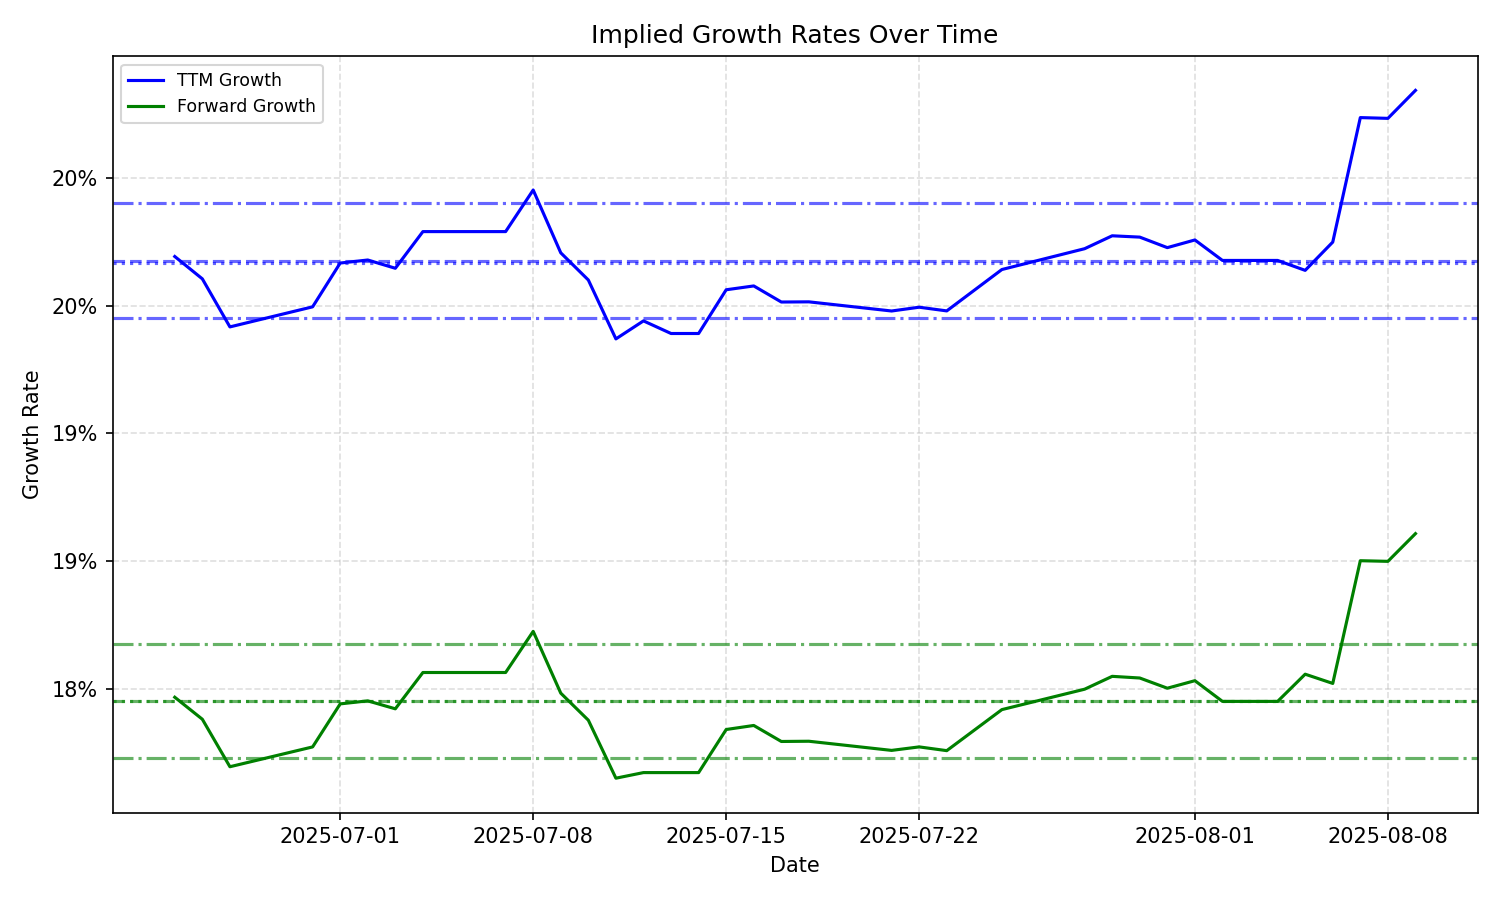 Implied Growth Rates Over Time
TTM Growth
Forward Growth
20%
20%
19%
19%
18%
Growth Rate
2025-07-01
2025-07-08
2025-07-15
2025-07-22
2025-08-01
2025-08-08
Date